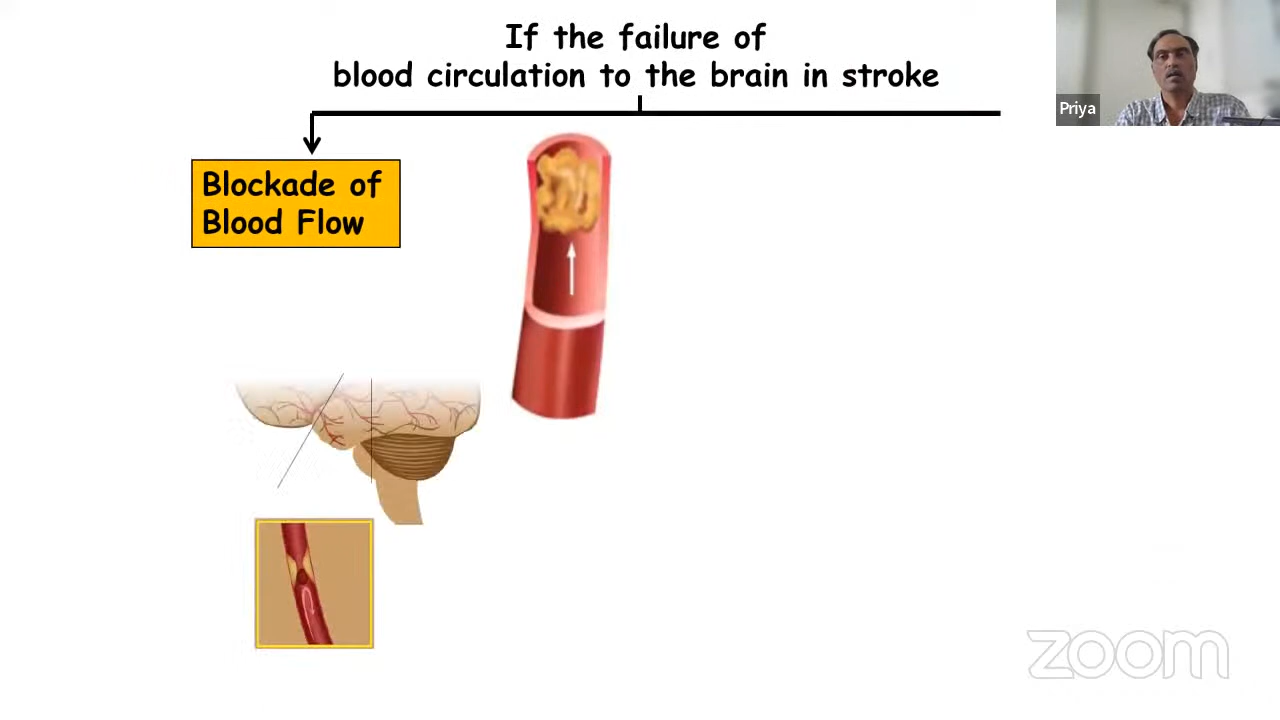 If the failure of
blood circulation to the brain in stroke
Priya
Blockade of
Blood Flow
zoom